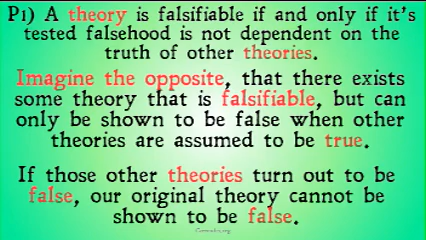 P1) A theory is falsifiable if and only if it's
tested falsehood is not dependent on the
truth of other theories.
Imagine the opposite, that there exists
some theory that is falsifiable, but can
only be shown to be false when other
theories are assumed to be true.
If those other theories turn out to be
false, our original theory cannot be
shown to be false.